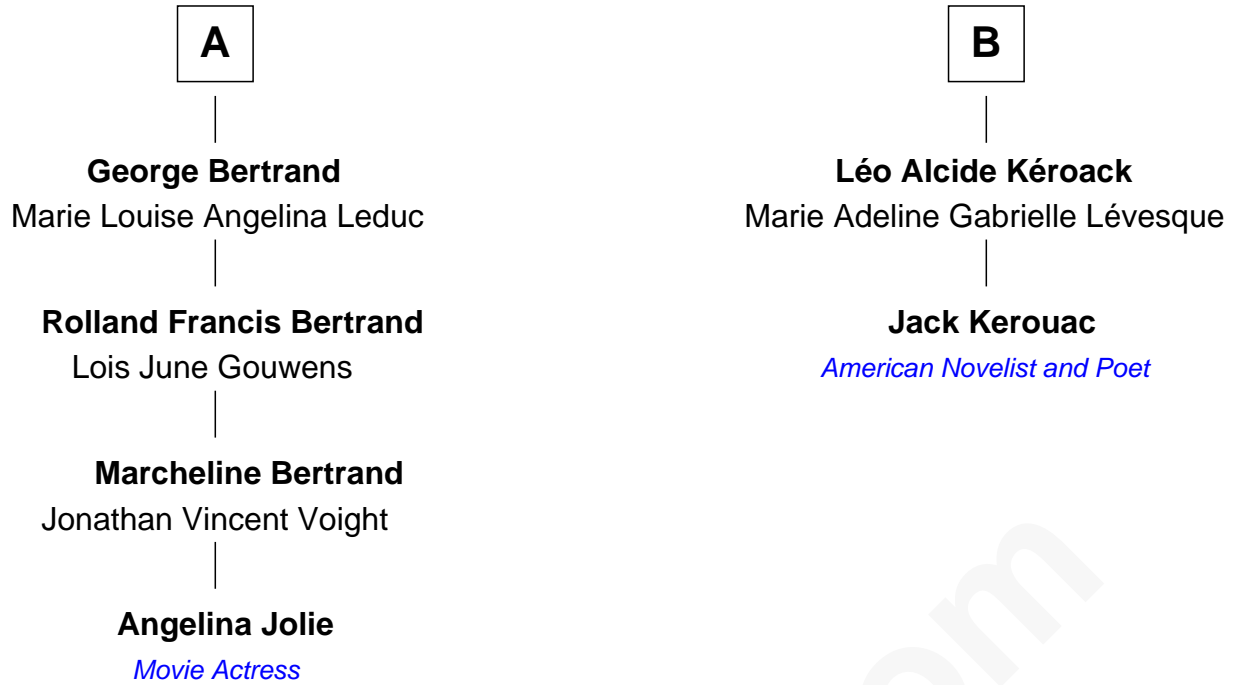 A
George Bertrand
Marie Louise Angelina Leduc
Rolland Francis Bertrand
Lois June Gouwens
Marcheline Bertrand
Jonathan Vincent Voight
Angelina Jolie
Movie Actress
B
Léo Alcide Kéroack
Marie Adeline Gabrielle Lévesque
Jack Kerouac
American Novelist and Poet
om